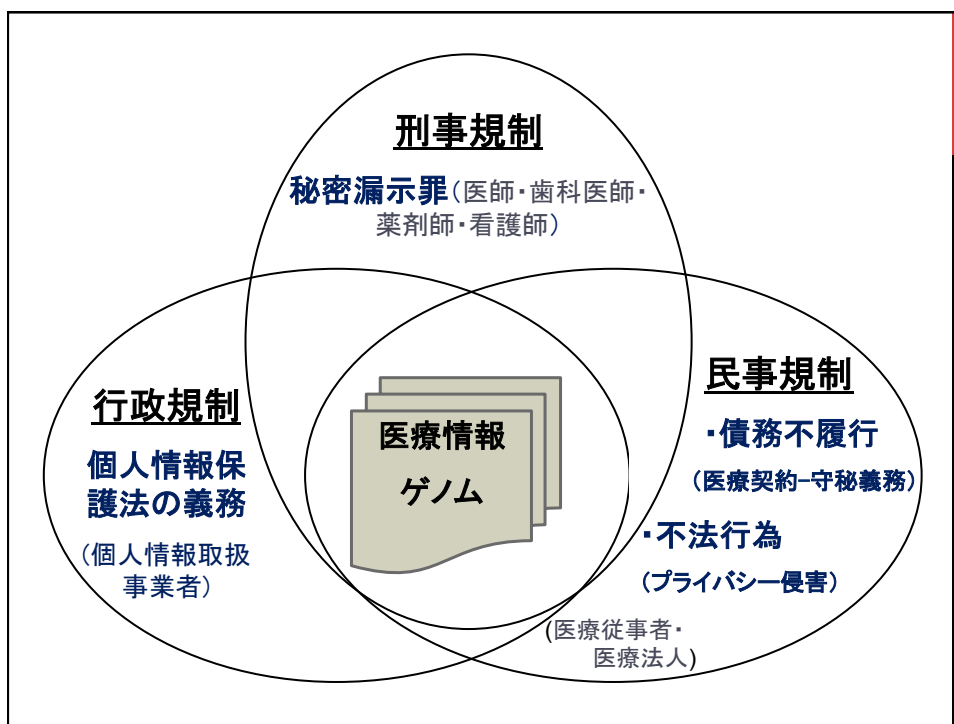 刑事規制
秘密漏示罪(医師・歯科医師・
薬剤師・看護師)
行政規制
個人情報保
護法の義務
(個人情報取扱
事業者)
医療情報
ゲノム
民事規制
・債務不履行
(医療契約-守秘義務)
・不法行為
(プライバシー侵害)
(医療従事者・
医療法人)